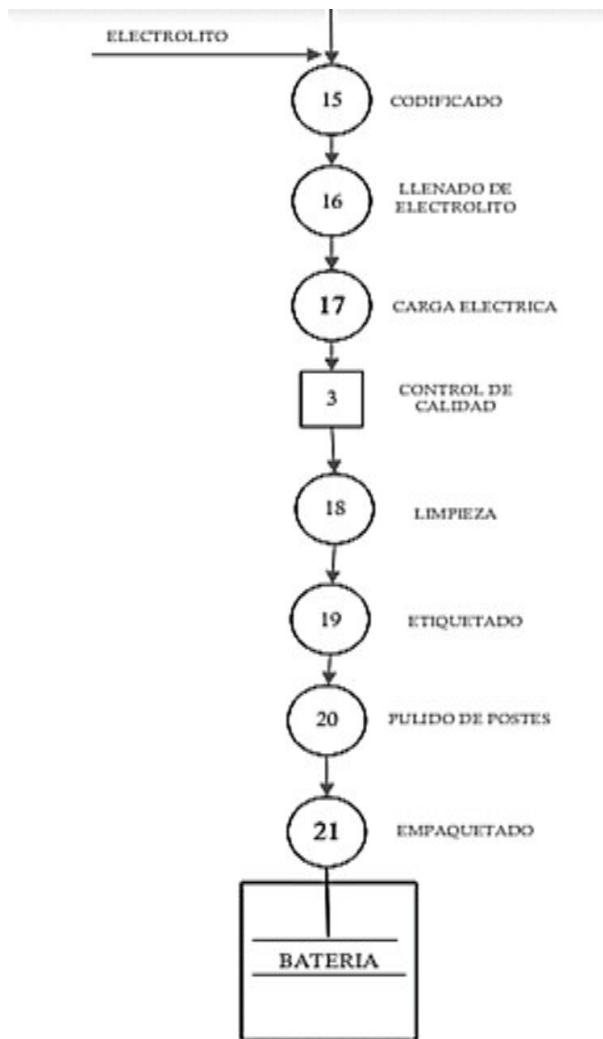 ELECTROLITO
15 CODIFICADO
16 LLENADO DE
ELECTROLITO
17 CARGA ELECTRICA
3 CONTROL DE
CALIDAD
18 LIMPIEZA
19 ETIQUETADO
20 PULIDO DE POSTES
21 EMPAQUETADO
BATERIA